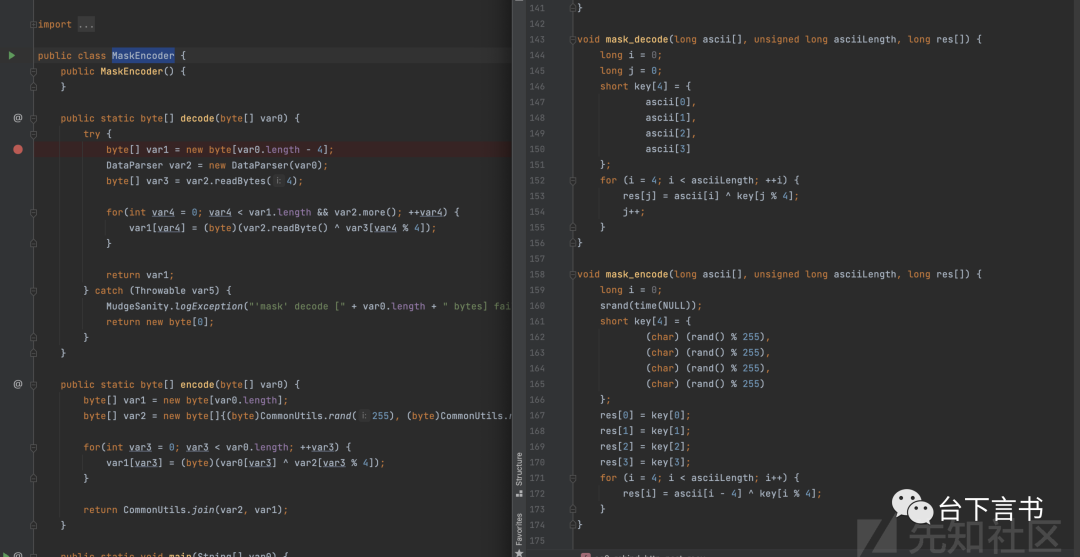 import ...
public class MaskEncoder {
public MaskEncoder() {
}
public static byte[] decode(byte[] var0) {
try {
byte[] var1 = new byte[var0.length - 4];
DataParser var2 = new DataParser(var0);
byte[] var3 = var2.readBytes( i: 4);
for(int var4 = 0; var4 < var1.length && var2.more(); ++var4) {
var1[var4] = (byte)(var2.readByte() ^ var3[var4 % 4]);
}
return var1;
} catch (Throwable var5) {
MudgeSanity.logException("'mask' decode [" + var0.length + " bytes] fai
return new byte[0];
}
}
public static byte[] encode(byte[] var0) {
byte[] var1 = new byte[var0.length];
byte[] var2 = new byte[]{(byte)CommonUtils.rand( i: 255), (byte)CommonUtils.
for(int var3 = 0; var3 < var0.length; ++var3) {
var1[var3] = (byte)(var0[var3] ^ var2[var3 % 4]);
}
return CommonUtils.join(var2, var1);
}
public static void main(String[] var0) {
Structure
Favorites
141 }
142
143 void mask_decode(long ascii[], unsigned long asciiLength, long res[]) {
144 long i = 0;
145 long j = 0;
146 short key[4] = {
147 ascii[0],
148 ascii[1],
149 ascii[2],
150 ascii[3]
151 };
152 for (i = 4; i < asciiLength; ++i) {
153 res[j] = ascii[i] ^ key[j % 4];
154 j++;
155 }
156 }
157
158 void mask_encode(long ascii[], unsigned long asciiLength, long res[]) {
159 long i = 0;
160 srand(time(NULL));
161 short key[4] = {
162 (char) (rand() % 255),
163 (char) (rand() % 255),
164 (char) (rand() % 255),
165 (char) (rand() % 255)
166 };
167 res[0] = key[0];
168 res[1] = key[1];
169 res[2] = key[2];
170 res[3] = key[3];
171 for (i = 4; i < asciiLength; i++) {
172 res[i] = ascii[i - 4] ^ key[i % 4];
173 }
174 }
175
台下言书
先知社区